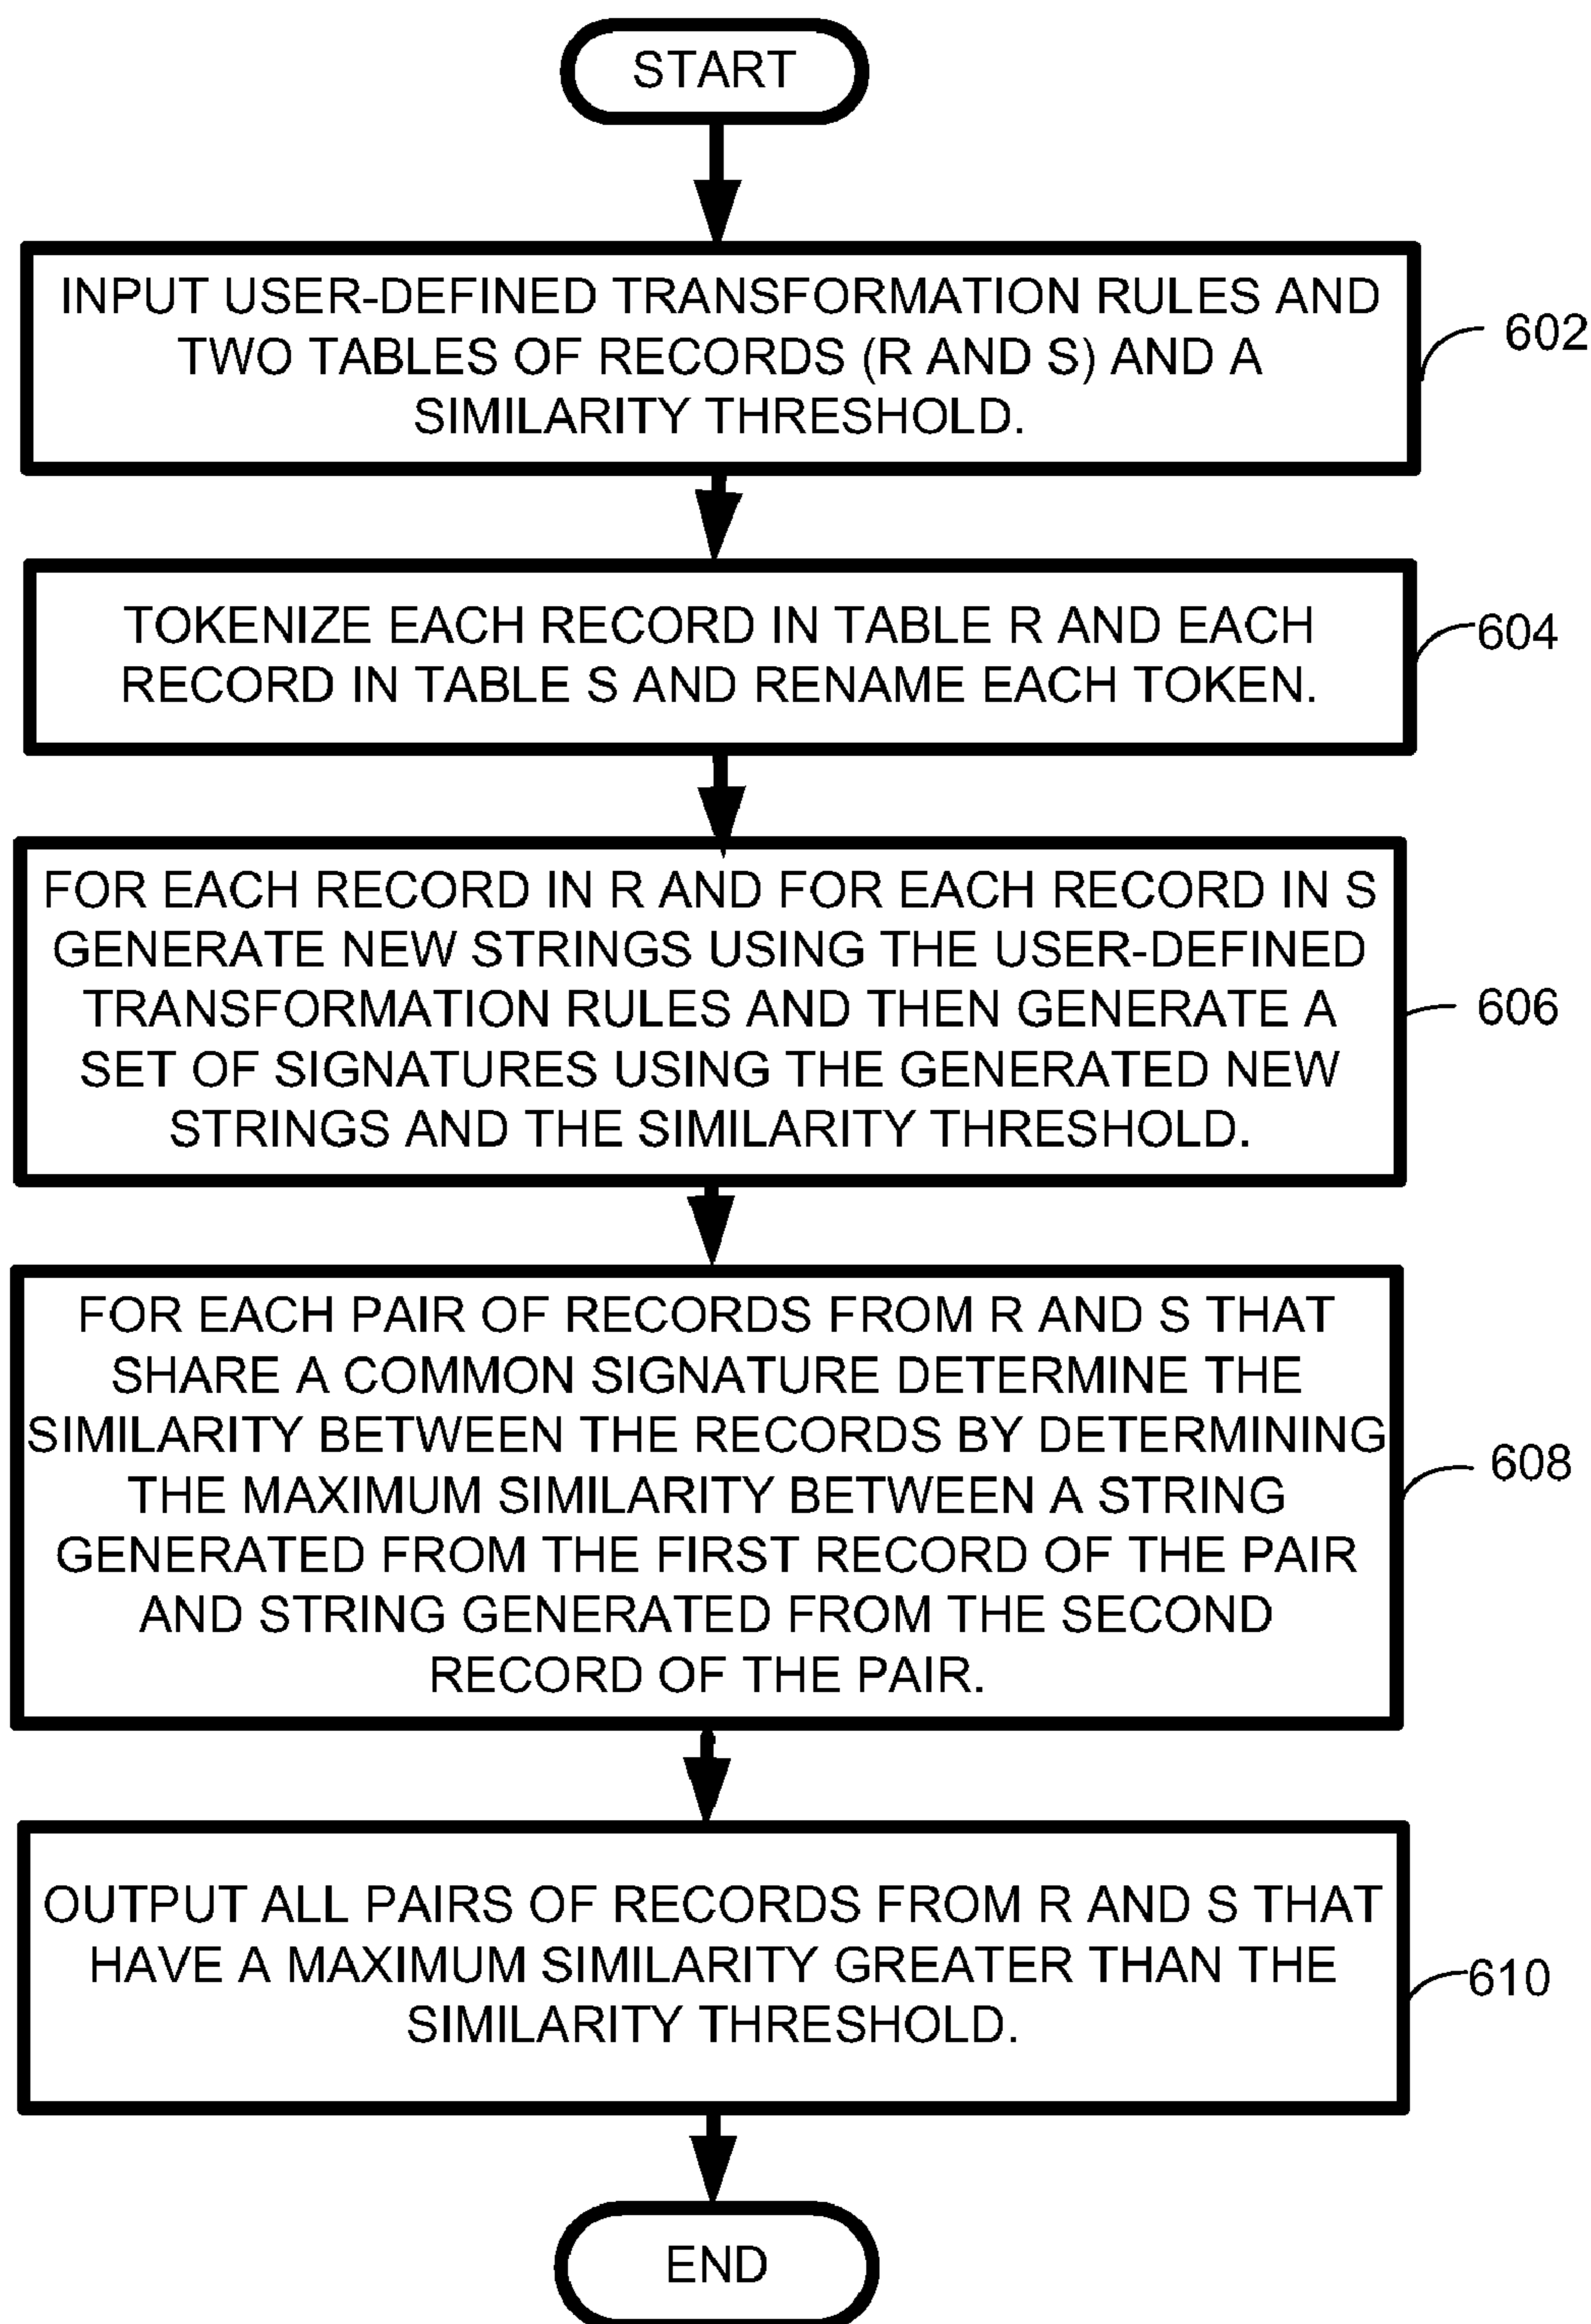 START
INPUT USER-DEFINED TRANSFORMATION RULES AND
TWO TABLES OF RECORDS (R AND S) AND A
SIMILARITY THRESHOLD.
602
TOKENIZE EACH RECORD IN TABLE R AND EACH
RECORD IN TABLE S AND RENAME EACH TOKEN.
604
FOR EACH RECORD IN R AND FOR EACH RECORD IN S
GENERATE NEW STRINGS USING THE USER-DEFINED
TRANSFORMATION RULES AND THEN GENERATE A
SET OF SIGNATURES USING THE GENERATED NEW
STRINGS AND THE SIMILARITY THRESHOLD.
606
FOR EACH PAIR OF RECORDS FROM R AND S THAT
SHARE A COMMON SIGNATURE DETERMINE THE
SIMILARITY BETWEEN THE RECORDS BY DETERMINING
THE MAXIMUM SIMILARITY BETWEEN A STRING
GENERATED FROM THE FIRST RECORD OF THE PAIR
AND STRING GENERATED FROM THE SECOND
RECORD OF THE PAIR.
608
OUTPUT ALL PAIRS OF RECORDS FROM R AND S THAT
HAVE A MAXIMUM SIMILARITY GREATER THAN THE
SIMILARITY THRESHOLD.
610
END